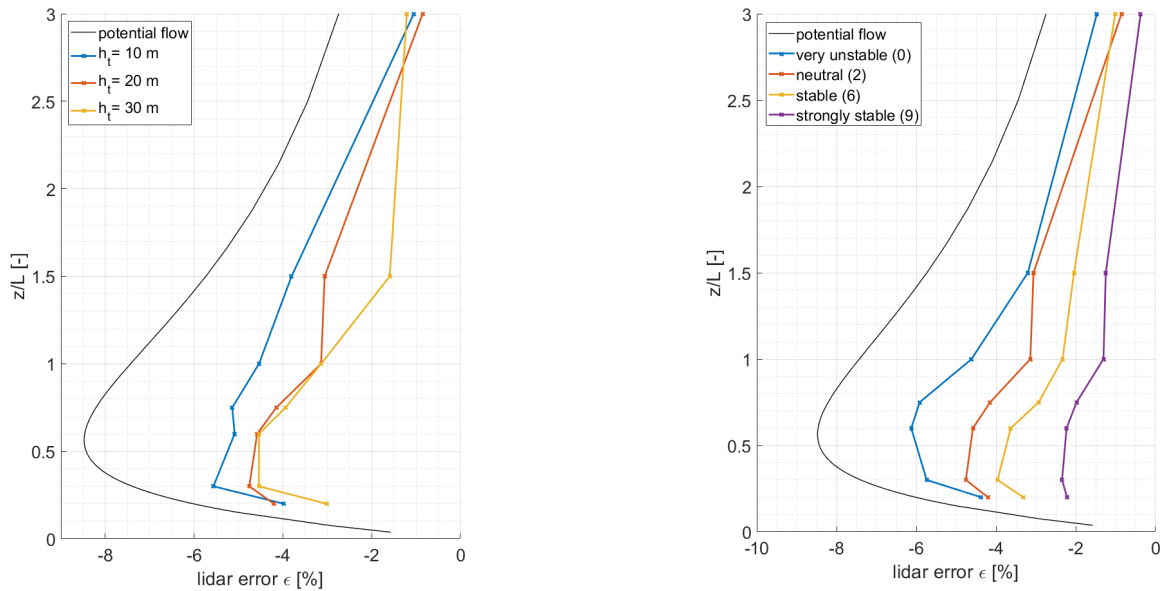 3
2.5
2
1.5
1
0.5
0
z/L [-]
potential flow
h_t= 10 m
h_t= 20 m
h_t= 30 m
-8
-6
-4
-2
0
lidar error ϵ [%]
3
2.5
2
1.5
1
0.5
0
z/L [-]
potential flow
very unstable (0)
neutral (2)
stable (6)
strongly stable (9)
-10
-8
-6
-4
-2
0
lidar error ϵ [%]